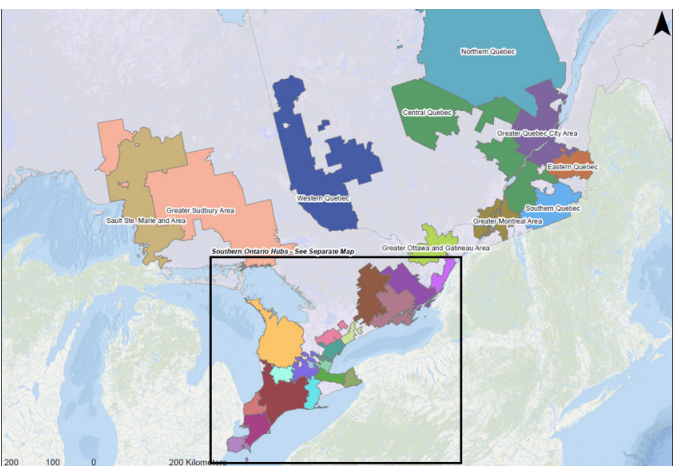 Northern Quebec
Central Quebec
Greater Quebec City Area
Eastern Quebec
Western Quebec
Southern Quebec
Greater Sudbury Area
Sault Ste. Marie and Area
Greater Montreal Area
Greater Ottawa and Gatineau Area
Southern Ontario Hubs - See Separate Map
200 100 0 200 Kilometers